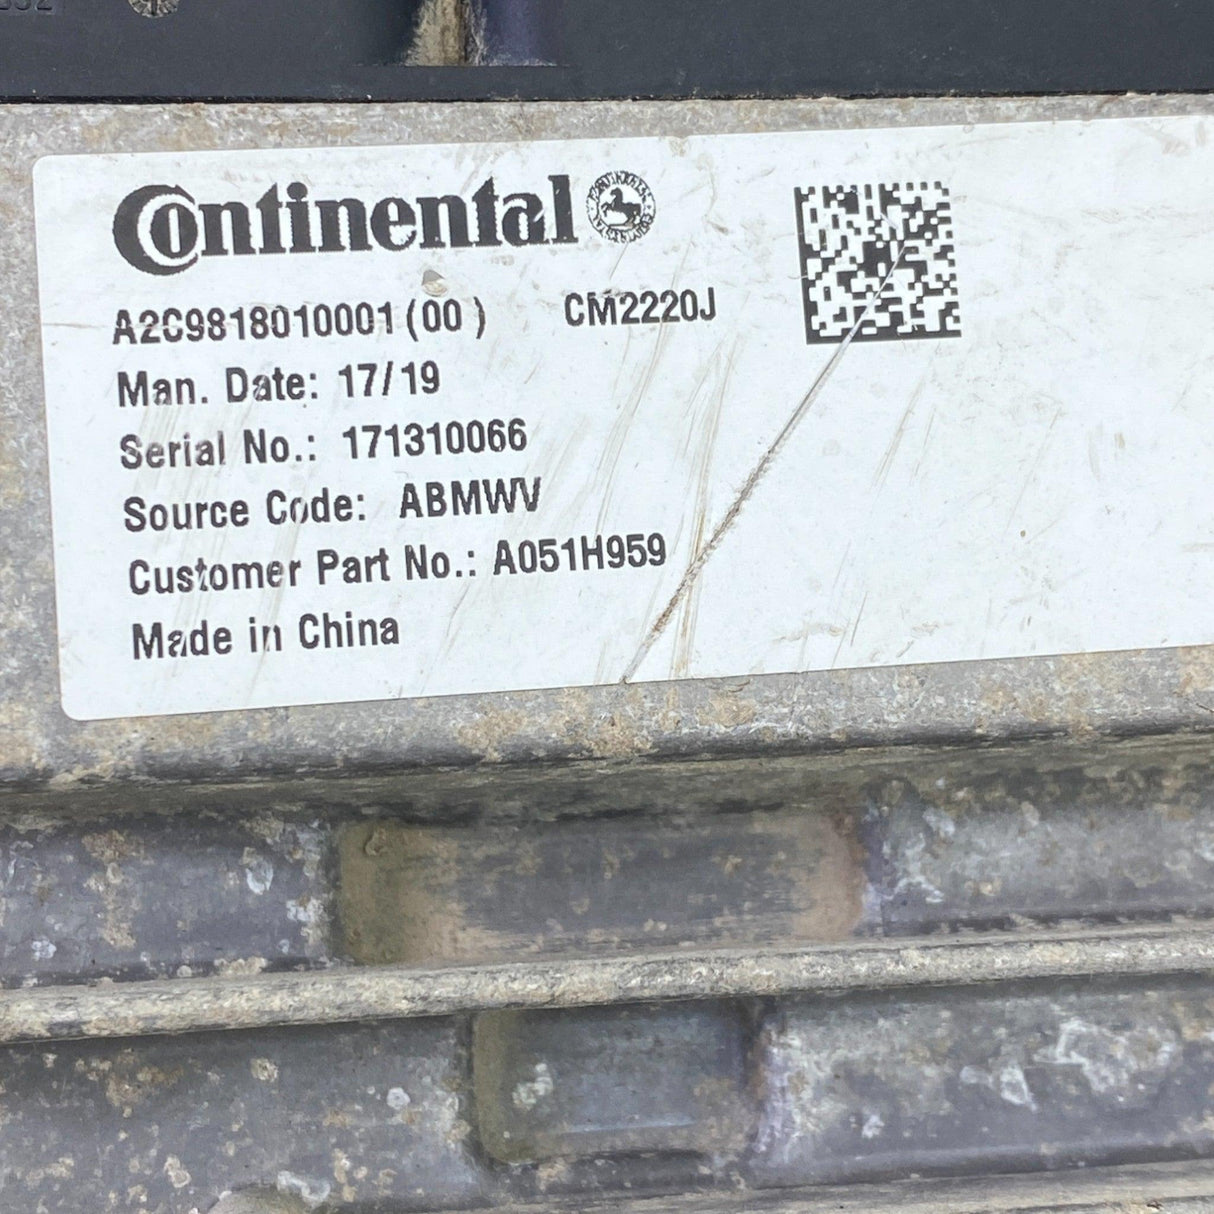 Continental
A2C9818010001 (00 ) CM2220J
Man. Date: 17/19
Serial No.: 171310066
Source Code: ABMWV
Customer Part No.: A051H959
Made in China